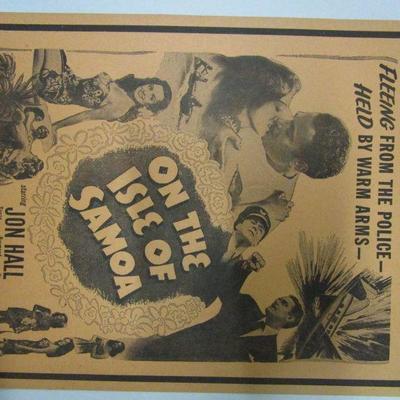 FLEEING FROM THE POLICE—
HELD BY WARM ARMS—
ON THE
ISLE OF
SAMOA
starring
JON HALL